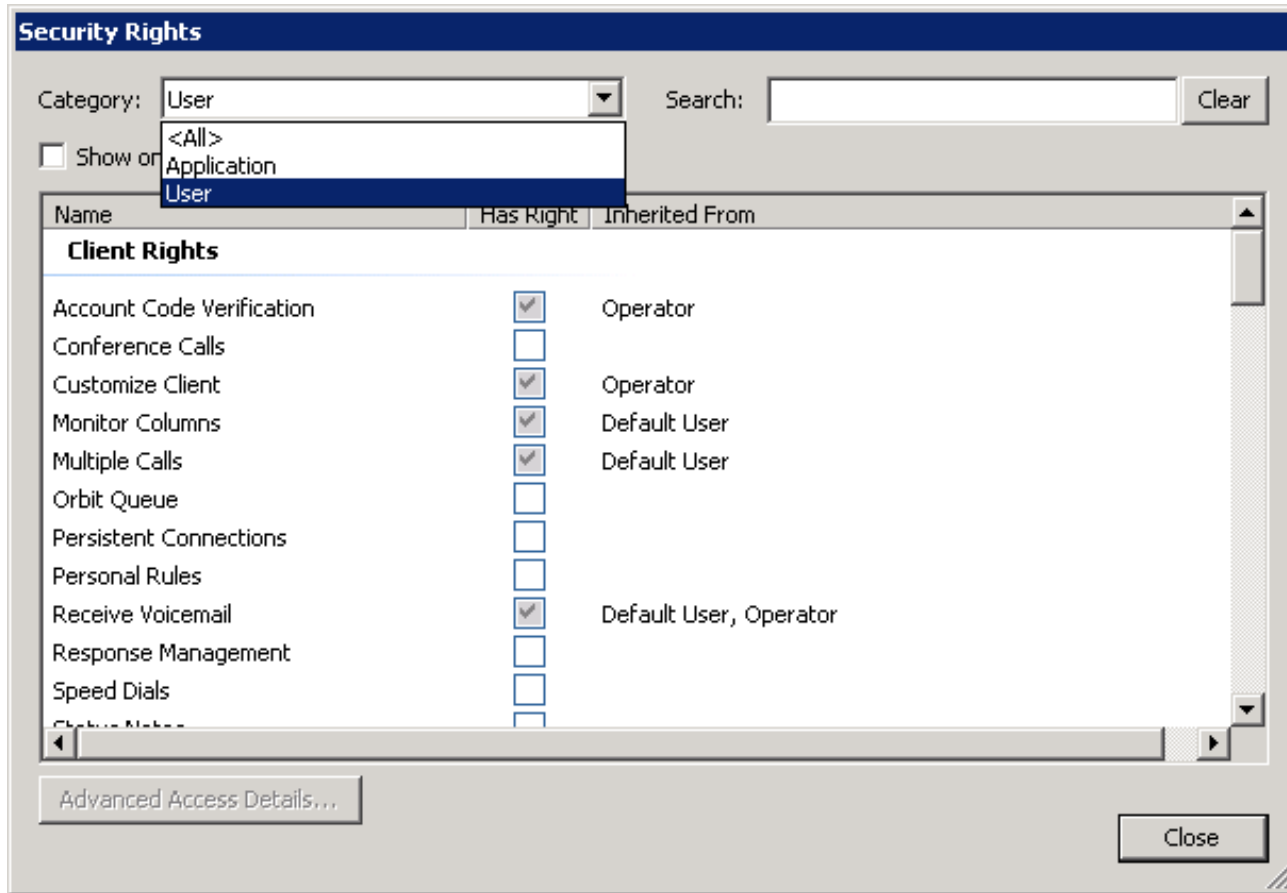 Security Rights
Category: User Search: Clear
<All>
Show
Application
User
Name Has Right Inherited From
Client Rights
Account Code Verification Operator
Conference Calls
Customize Client Operator
Monitor Columns Default User
Multiple Calls Default User
Orbit Queue
Persistent Connections
Personal Rules
Receive Voicemail Default User, Operator
Response Management
Speed Dials
Advanced Access Details...
Close